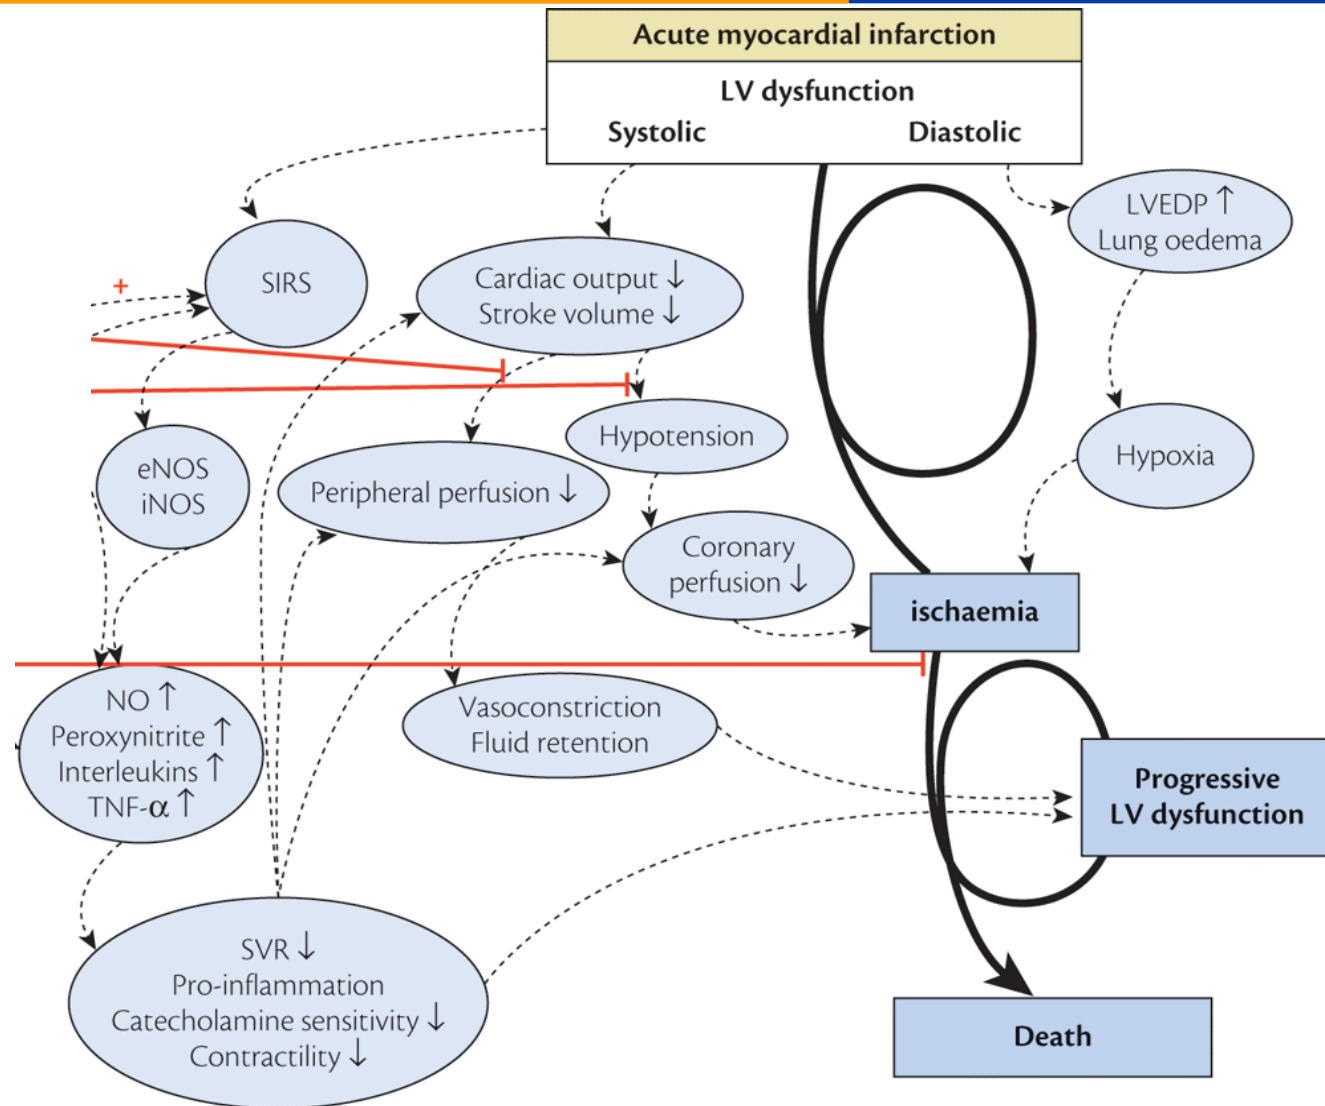 Acute myocardial infarction
LV dysfunction
Systolic Diastolic
LVEDP ↑
Lung oedema
SIRS
+
Cardiac output ↓
Stroke volume ↓
Hypotension
Hypoxia
eNOS
iNOS
Peripheral perfusion ↓
Coronary
perfusion ↓
ischaemia
NO ↑
Peroxynitrite ↑
Interleukins ↑
TNF-α ↑
Vasoconstriction
Fluid retention
Progressive
LV dysfunction
SVR ↓
Pro-inflammation
Catecholamine sensitivity ↓
Contractility ↓
Death